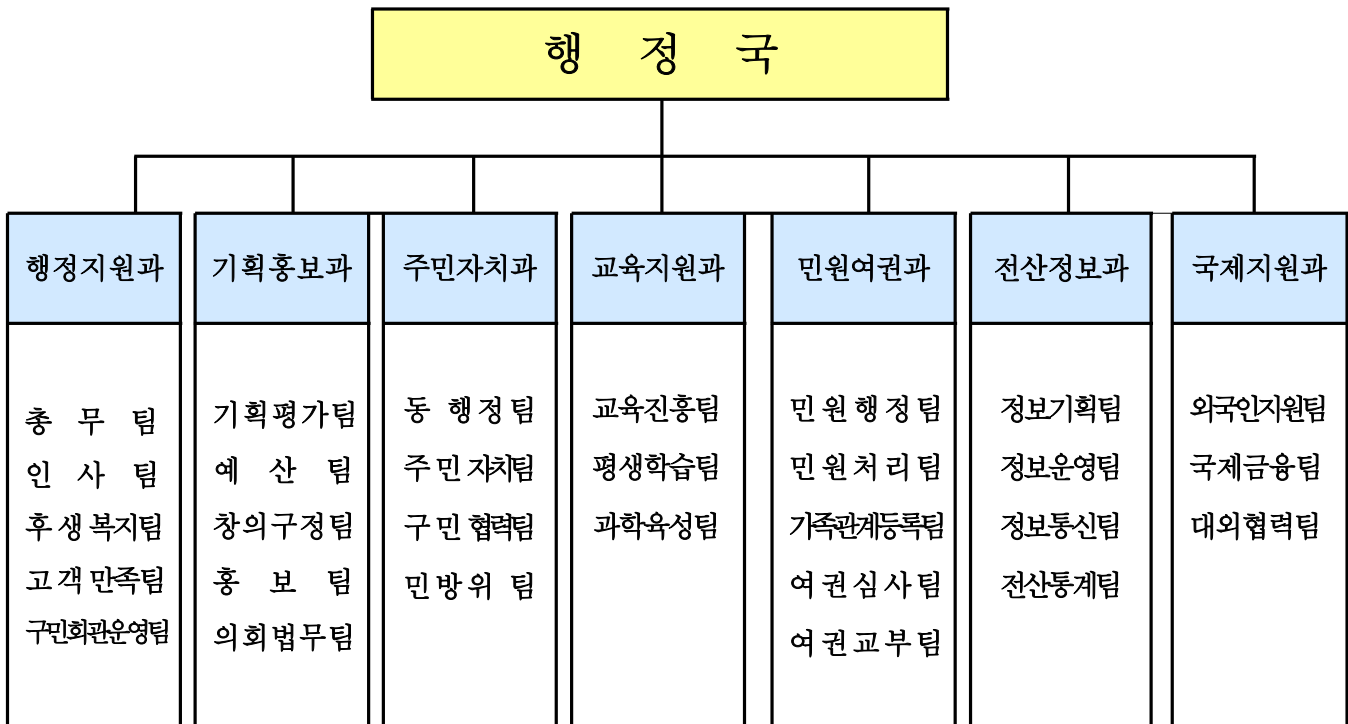 행 정 국
행정지원과
총 무 팀
인 사 팀
후생 복지팀
고객 만족팀
구민회관운영팀
기획홍보과
기획평가팀
예 산 팀
창의구정팀
홍 보 팀
의회법무팀
주민자치과
동 행정팀
주민 자치팀
구민 협력팀
민방위 팀
교육지원과
교육진흥팀
평생학습팀
과학육성팀
민원여권과
민원행정팀
민원처리팀
가족관계등록팀
여권심사팀
여권교부팀
전산정보과
정보기획팀
정보운영팀
정보통신팀
전산통계팀
국제지원과
외국인지원팀
국제금융팀
대외협력팀